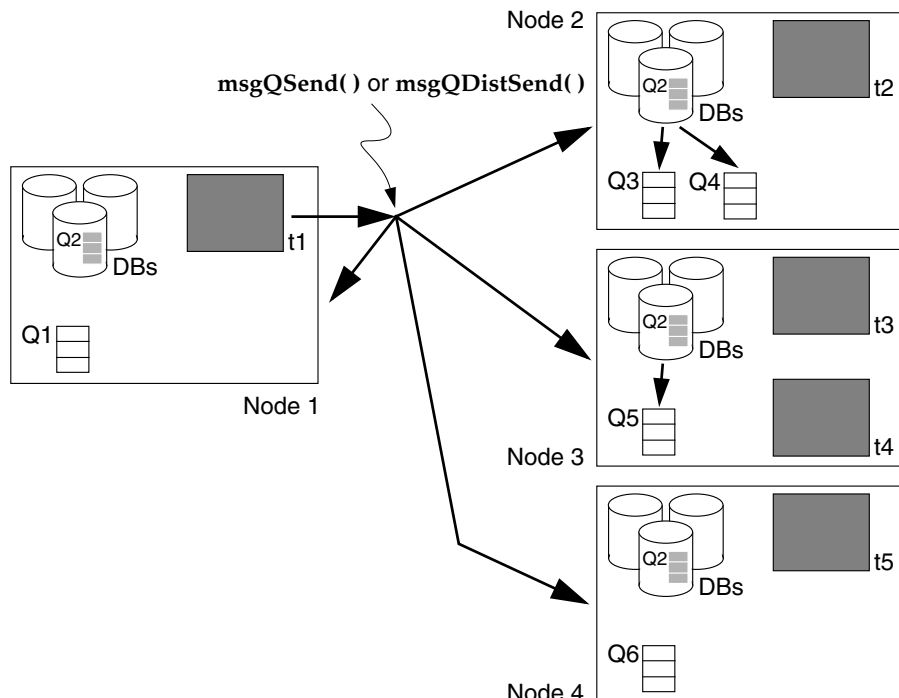 Node 2
msgQSend( ) or msgQDistSend( )
Q2
DBs
t2
Q3
Q4
Q2
DBs
t1
Q1
Node 1
Q2
DBs
t3
Q5
t4
Node 3
Q2
DBs
t5
Q6
Node 4